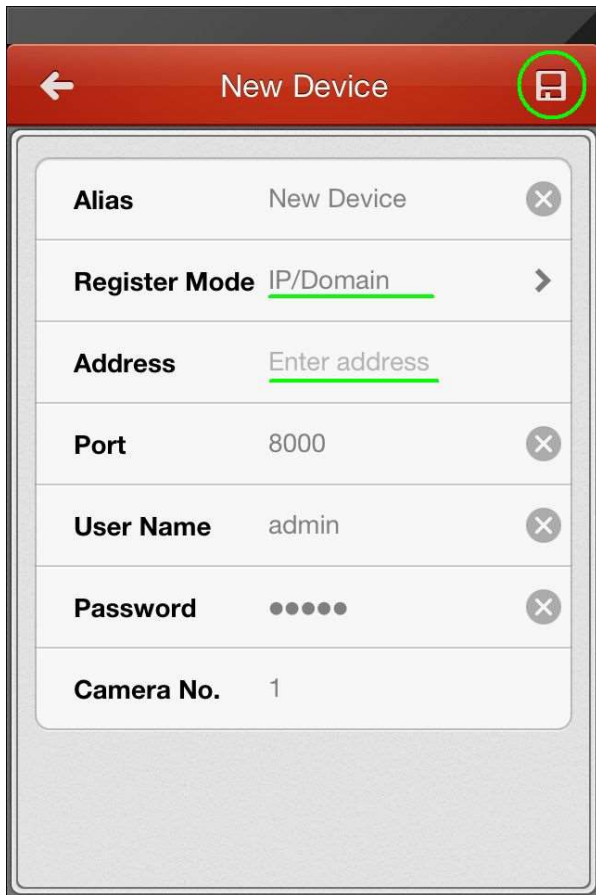 New Device
Alias New Device
Register Mode IP/Domain
Address Enter address
Port 8000
User Name admin
Password •••••
Camera No. 1